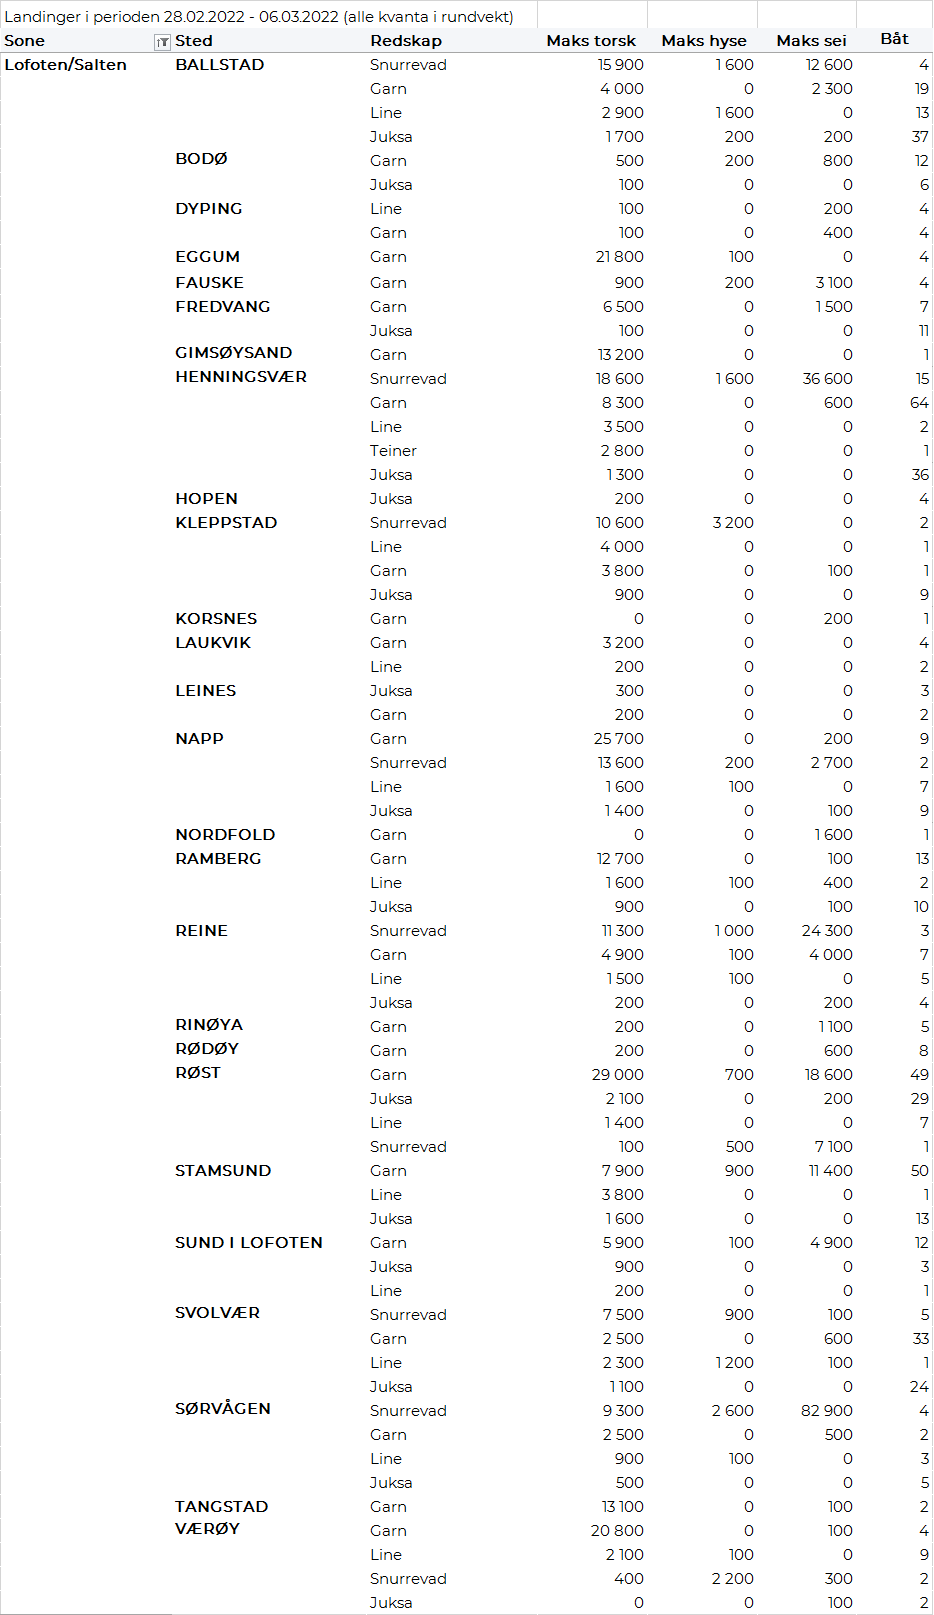 Landinger i perioden 28.02.2022 - 06.03.2022 (alle kvanta i rundvekt)
Sone Sted Redskap Maks torsk Maks hyse Maks sei Båt
Lofoten/Salten BALLSTAD Snurrevad 15 900 1 600 12 600 4
Garn 4 000 0 2 300 19
Line 2 900 1 600 0 13
Juksa 1 700 200 200 37
BODØ Garn 500 200 800 12
Juksa 100 0 0 6
DYPING Line 100 0 200 4
Garn 100 0 400 4
EGGUM Garn 21 800 100 0 4
FAUSKE Garn 900 200 3 100 4
FREDVANG Garn 6 500 0 1 500 7
Juksa 100 0 0 11
GIMSØYSAND Garn 13 200 0 0 1
HENNINGSVÆR Snurrevad 18 600 1 600 36 600 15
Garn 8 300 0 600 64
Line 3 500 0 0 2
Teiner 2 800 0 0 1
Juksa 1 300 0 0 36
HOPEN Juksa 200 0 0 4
KLEPPSTAD Snurrevad 10 600 3 200 0 2
Line 4 000 0 0 1
Garn 3 800 0 100 1
Juksa 900 0 0 9
KORSNES Garn 0 0 200 1
LAUKVIK Garn 3 200 0 0 4
Line 200 0 0 2
LEINES Juksa 300 0 0 3
Garn 200 0 0 2
NAPP Garn 25 700 0 200 9
Snurrevad 13 600 200 2 700 2
Line 1 600 100 0 7
Juksa 1 400 0 100 9
NORDFOLD Garn 0 0 1 600 1
RAMBERG Garn 12 700 0 100 13
Line 1 600 100 400 2
Juksa 900 0 100 10
REINE Snurrevad 11 300 1 000 24 300 3
Garn 4 900 100 4 000 7
Line 1 500 100 0 5
Juksa 200 0 200 4
RINØYA Garn 200 0 1 100 5
RØDØY Garn 200 0 600 8
RØST Garn 29 000 700 18 600 49
Juksa 2 100 0 200 29
Line 1 400 0 0 7
Snurrevad 100 500 7 100 1
STAMSUND Garn 7 900 900 11 400 50
Line 3 800 0 0 1
Juksa 1 600 0 0 13
SUND I LOFOTEN Garn 5 900 100 4 900 12
Juksa 900 0 0 3
Line 200 0 0 1
SVOLVÆR Snurrevad 7 500 900 100 5
Garn 2 500 0 600 33
Line 2 300 1 200 100 1
Juksa 1 100 0 0 24
SØRVÅGEN Snurrevad 9 300 2 600 82 900 4
Garn 2 500 0 500 2
Line 900 100 0 3
Juksa 500 0 0 5
TANGSTAD Garn 13 100 0 100 2
VÆRØY Garn 20 800 0 100 4
Line 2 100 100 0 9
Snurrevad 400 2 200 300 2
Juksa 0 0 100 2